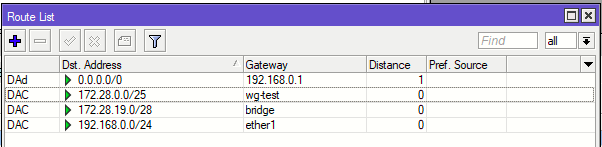 Route List
Find
all
Dst. Address / Gateway Distance Pref. Source
DAd 0.0.0.0/0 192.168.0.1 1
DAC 172.28.0.0/25 wg-test 0
DAC 172.28.19.0/28 bridge 0
DAC 192.168.0.0/24 ether1 0